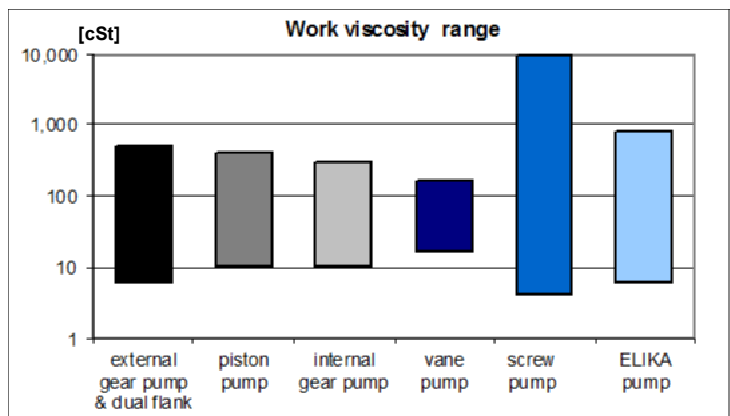 [cSt]
Work viscosity range
10,000
1,000
100
10
1
external
gear pump
& dual flank
piston
pump
internal
gear pump
vane
pump
screw
pump
ELIKA
pump